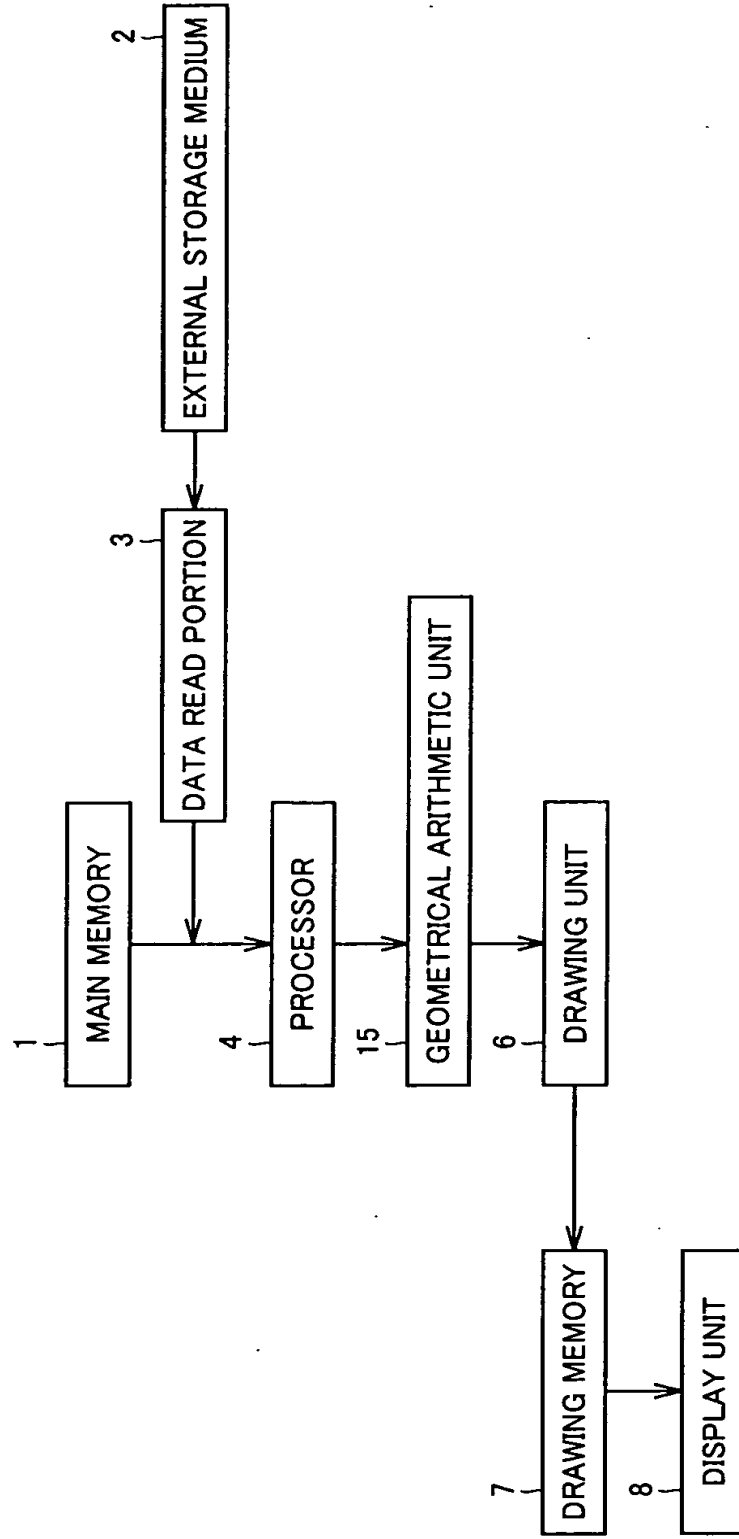 1
MAIN MEMORY
2
EXTERNAL STORAGE MEDIUM
3
DATA READ PORTION
4
PROCESSOR
15
GEOMETRICAL ARITHMETIC UNIT
6
DRAWING UNIT
7
DRAWING MEMORY
8
DISPLAY UNIT